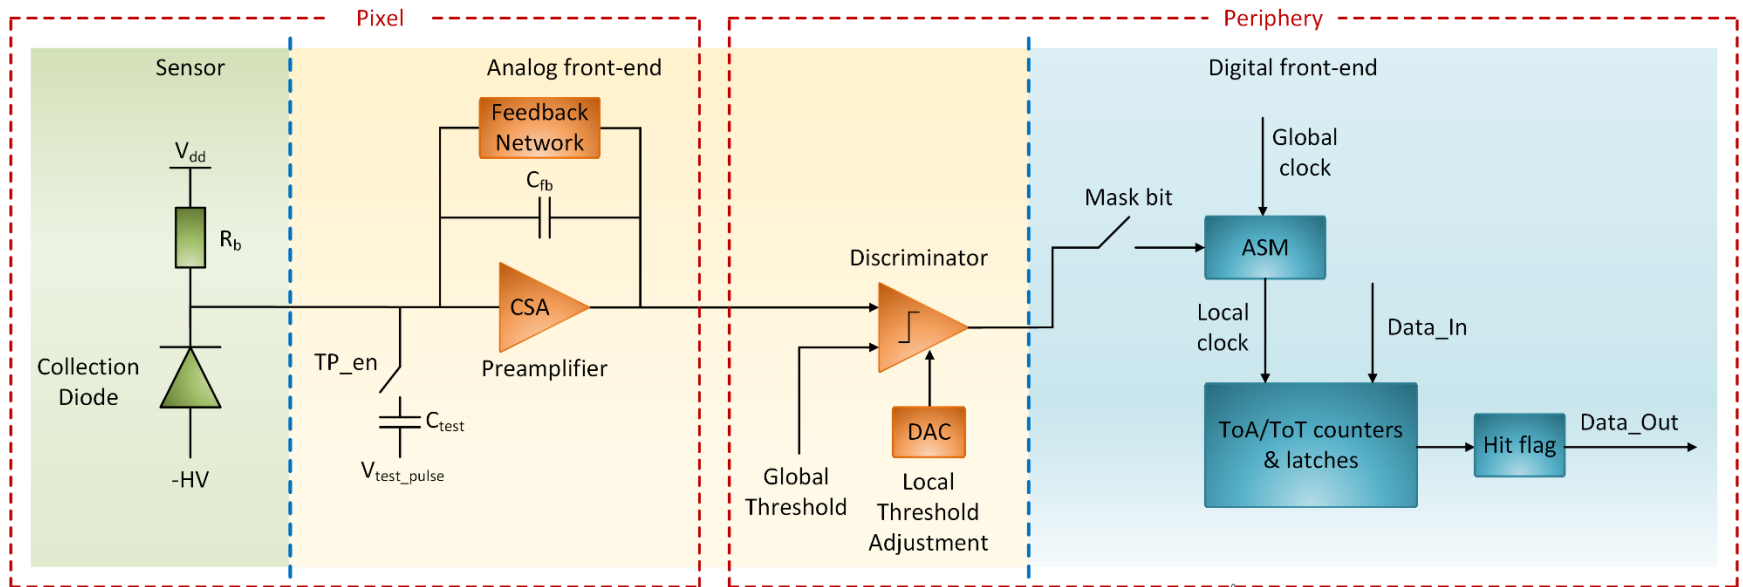 Pixel
Periphery
Sensor
Analog front-end
Digital front-end
Feedback
Network
Vdd
Cfb
Rb
Global
clock
Mask bit
ASM
Discriminator
CSA
Preamplifier
Local
clock
Data_In
Collection
Diode
TP_en
Ctest
Vtest_pulse
-HV
DAC
Global
Threshold
Local
Threshold
Adjustment
ToA/ToT counters
& latches
Hit flag
Data_Out